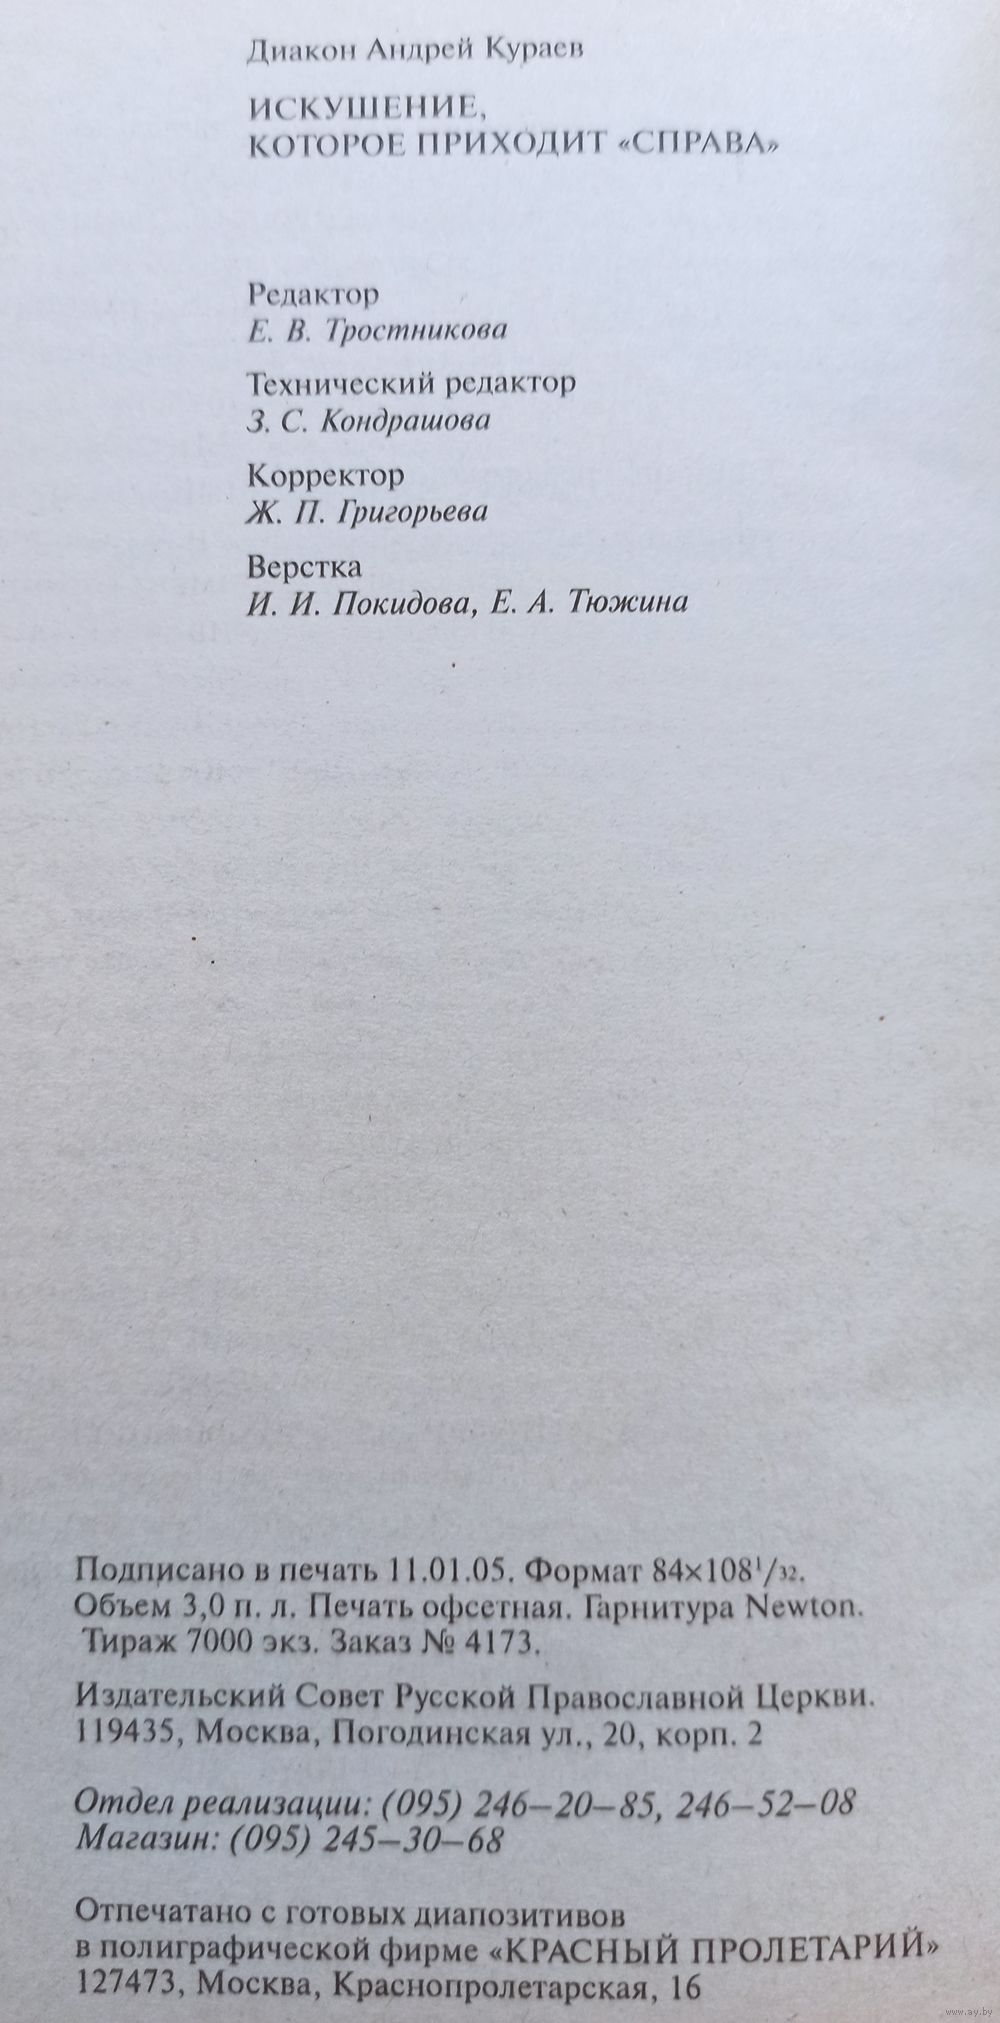 Диакон Андрей Кураев
ИСКУШЕНИЕ,
КОТОРОЕ ПРИХОДИТ «СПРАВА»
Редактор
Е. В. Тростникова
Технический редактор
З. С. Кондрашова
Корректор
Ж. П. Григорьева
Верстка
И. И. Покидова, Е. А. Тюжина
Подписано в печать 11.01.05. Формат 84×108¹/₃₂.
Объем 3,0 п. л. Печать офсетная. Гарнитура Newton.
Тираж 7000 экз. Заказ № 4173.
Издательский Совет Русской Православной Церкви.
119435, Москва, Погодинская ул., 20, корп. 2
Отдел реализации: (095) 246–20–85, 246–52–08
Магазин: (095) 245–30–68
Отпечатано с готовых диапозитивов
в полиграфической фирме «КРАСНЫЙ ПРОЛЕТАРИЙ»
127473, Москва, Краснопролетарская, 16
www.ay.by